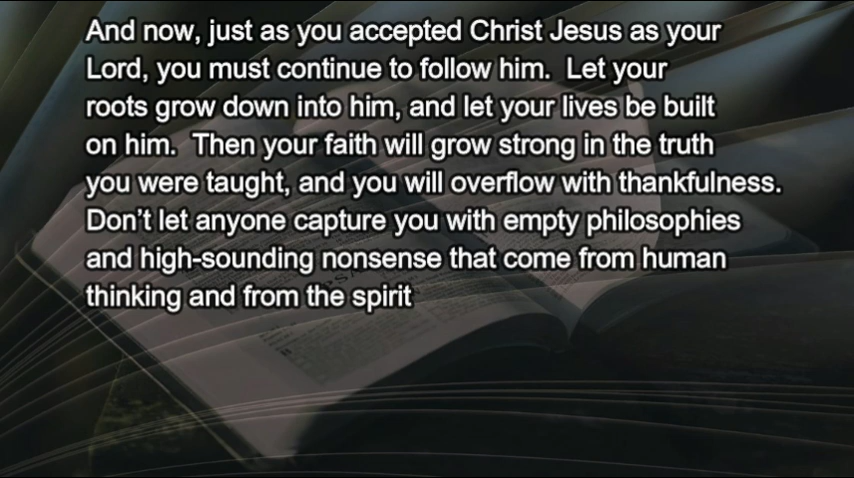 And now, just as you accepted Christ Jesus as your
Lord, you must continue to follow him.  Let your
roots grow down into him, and let your lives be built
on him.  Then your faith will grow strong in the truth
you were taught, and you will overflow with thankfulness.
Don't let anyone capture you with empty philosophies
and high-sounding nonsense that come from human
thinking and from the spirit